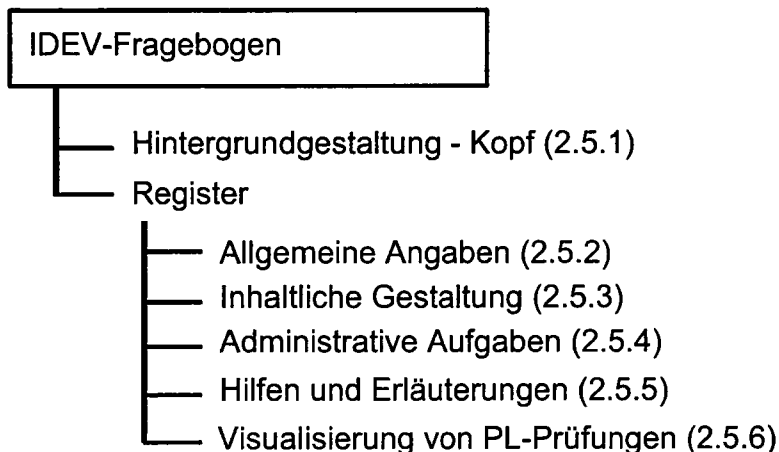 IDEV-Fragebogen
Hintergrundgestaltung - Kopf (2.5.1)
Register
Allgemeine Angaben (2.5.2)
Inhaltliche Gestaltung (2.5.3)
Administrative Aufgaben (2.5.4)
Hilfen und Erläuterungen (2.5.5)
Visualisierung von PL-Prüfungen (2.5.6)